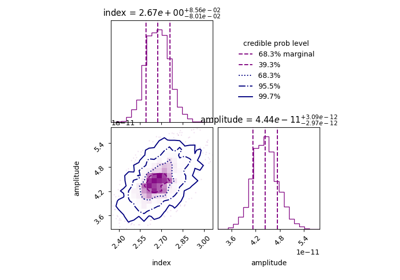 index = 2.67e+00 +8.56e−02 −8.01e−02
credible prob level
68.3% marginal
39.3%
68.3%
95.5%
99.7%
1e−11
amplitude = 4.44e−11 +3.09e−12 −2.97e−12
5.4
4.8
4.2
3.6
amplitude
2.40
2.55
2.70
2.85
3.00
index
3.6
4.2
4.8
5.4
1e−11
amplitude